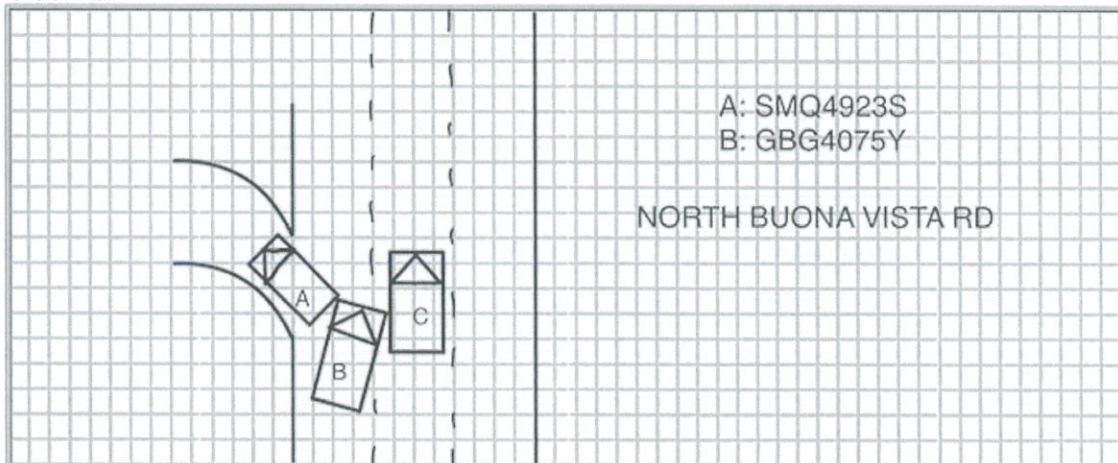 A: SMQ4923S
B: GBG4075Y
NORTH BUONA VISTA RD
A
C
B